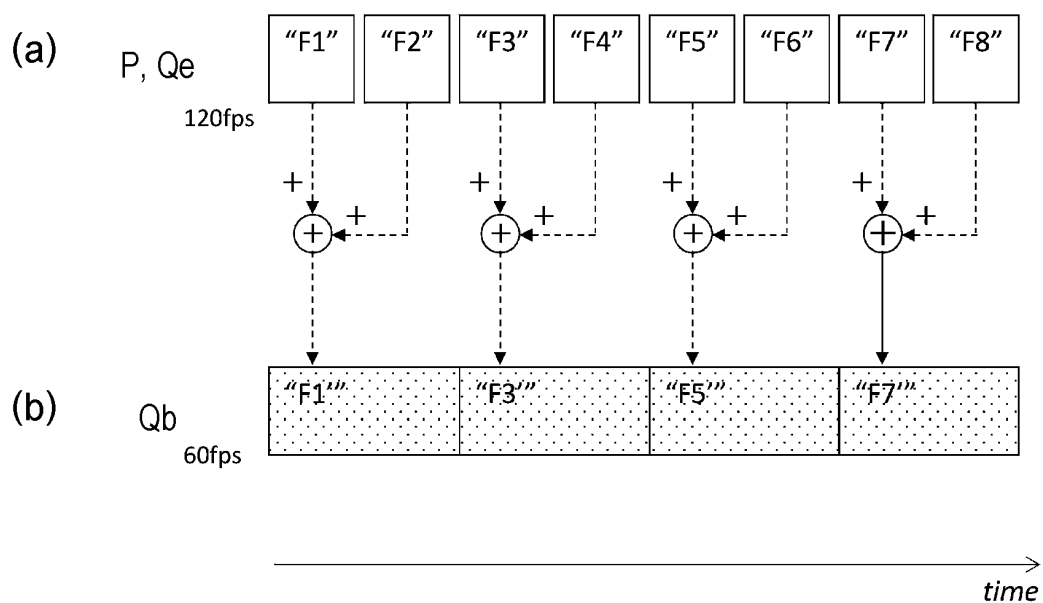 (a)
P, Qe
120fps
“F1” “F2” “F3” “F4” “F5” “F6” “F7” “F8”
+ + + + + + + +
+ + + +
(b)
Qb
60fps
“F1’” “F3’” “F5’” “F7’”
time